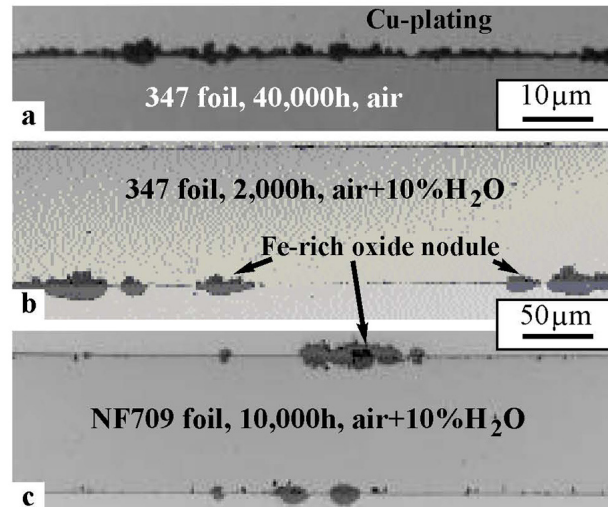 Cu-plating
347 foil, 40,000h, air
a
10μm
347 foil, 2,000h, air+10%H₂O
Fe-rich oxide nodule
b
50μm
NF709 foil, 10,000h, air+10%H₂O
c